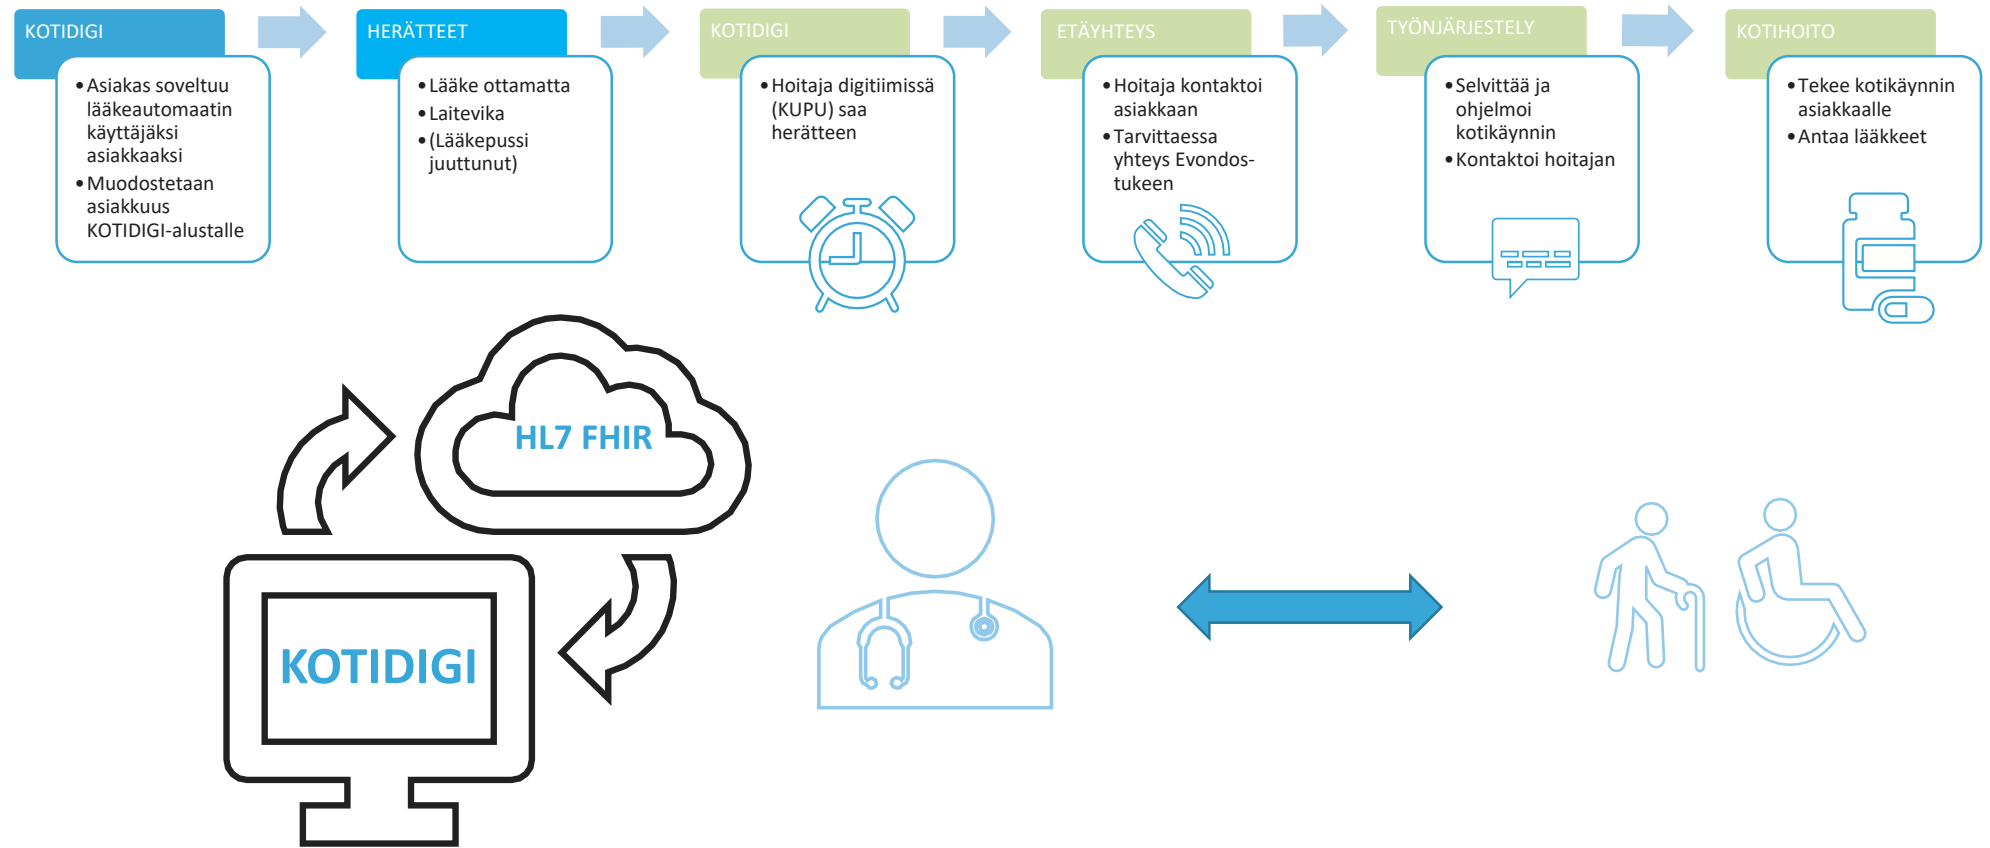 KOTIDIGI
• Asiakas soveltuu
lääkeautomaatin
käyttäjäksi
asiakkaaksi
• Muodostetaan
asiakkuus
KOTIDIGI-alustalle
HERÄTTEET
• Lääke ottamatta
• Laitevika
• (Lääkepussi
juuttunut)
KOTIDIGI
• Hoitaja digitiimissä
(KUPU) saa
herätteen
ETÄYHTEYS
• Hoitaja kontaktoi
asiakkaan
• Tarvittaessa
yhteys Evondos-
tukeen
TYÖNJÄRJESTELY
• Selvittää ja
ohjelmoi
kotikäynnin
• Kontaktoi hoitajan
KOTIHOITO
• Tekee kotikäynnin
asiakkaalle
• Antaa lääkkeet
HL7 FHIR
KOTIDIGI